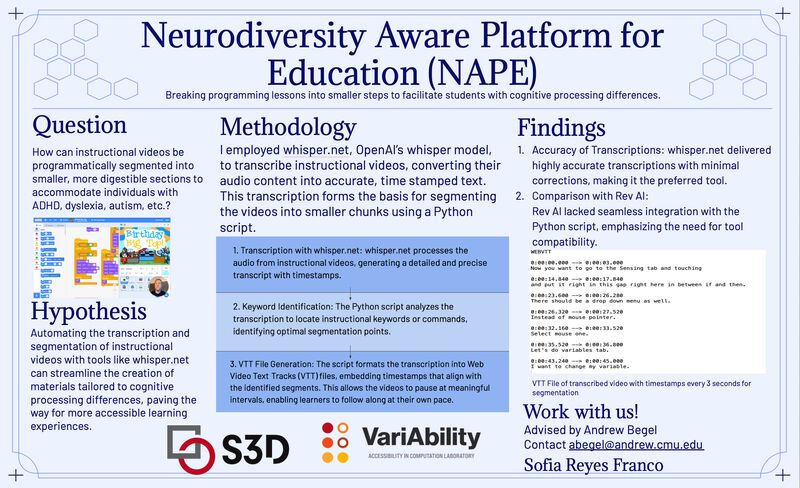 Neurodiversity Aware Platform for
Education (NAPE)
Breaking programming lessons into smaller steps to facilitate students with cognitive processing differences.
Question
How can instructional videos be
programmatically segmented into
smaller, more digestible sections to
accommodate individuals with
ADHD, dyslexia, autism, etc.?
Birthday
Big Top!
Hypothesis
Automating the transcription and
segmentation of instructional
videos with tools like whisper.net
can streamline the creation of
materials tailored to cognitive
processing differences, paving the
way for more accessible learning
experiences.
Methodology
I employed whisper.net, OpenAI's whisper model,
to transcribe instructional videos, converting their
audio content into accurate, time stamped text.
This transcription forms the basis for segmenting
the videos into smaller chunks using a Python
script.
1. Transcription with whisper.net: whisper.net processes the
audio from instructional videos, generating a detailed and precise
transcript with timestamps.
2. Keyword Identification: The Python script analyzes the
transcription to locate instructional keywords or commands,
identifying optimal segmentation points.
3. VTT File Generation: The script formats the transcription into Web
Video Text Tracks (VTT) files, embedding timestamps that align with
the identified segments. This allows the videos to pause at meaningful
intervals, enabling learners to follow along at their own pace.
S3D
VariAbility
ACCESSIBILITY IN COMPUTATION LABORATORY
Findings
1. Accuracy of Transcriptions: whisper.net delivered
highly accurate transcriptions with minimal
corrections, making it the preferred tool.
2. Comparison with Rev AI:
Rev AI lacked seamless integration with the
Python script, emphasizing the need for tool
compatibility.
WEBVTT
0:00:00.000 --> 0:00:03.000
Now you want to go to the Sensing tab and touching
0:00:14.840 --> 0:00:17.840
and put it right in this gap right here in between if and then.
0:00:23.600 --> 0:00:26.280
There should be a drop down menu as well.
0:00:26.320 --> 0:00:27.520
Instead of mouse pointer.
0:00:32.160 --> 0:00:33.520
Select mouse one.
0:00:35.520 --> 0:00:36.800
Let's do variables tab.
0:00:43.240 --> 0:00:45.000
I want to change my variable.
VTT File of transcribed video with timestamps every 3 seconds for
segmentation
Work with us!
Advised by Andrew Begel
Contact abegel@andrew.cmu.edu
Sofia Reyes Franco